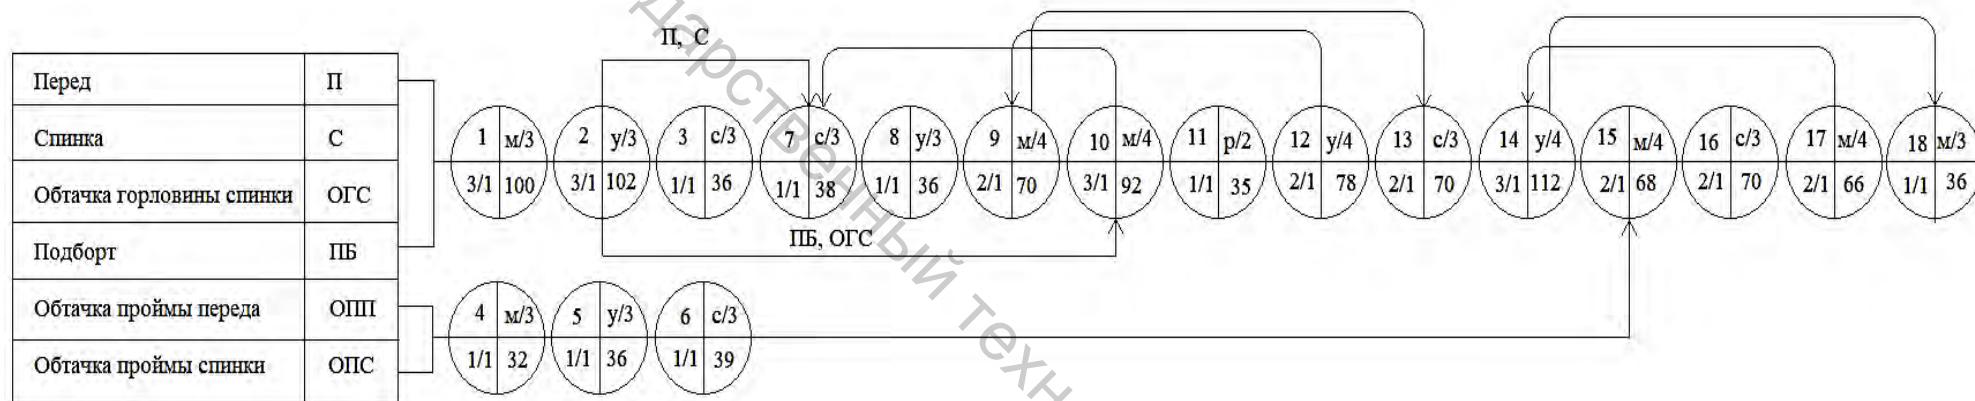 П, С
Перед П
Спинка С
Обтачка горловины спинки ОГС
Подборт ПБ
Обтачка проймы переда ОПП
Обтачка проймы спинки ОПС
1 м/3 2 у/3 3 с/3 7 с/3 8 у/3 9 м/4 10 м/4 11 р/2 12 у/4 13 с/3 14 у/4 15 м/4 16 с/3 17 м/4 18 м/3
3/1 100 3/1 102 1/1 36 1/1 38 1/1 36 2/1 70 3/1 92 1/1 35 2/1 78 2/1 70 3/1 112 2/1 68 2/1 70 2/1 66 1/1 36
ПБ, ОГС
4 м/3 5 у/3 6 с/3
1/1 32 1/1 36 1/1 39
дарственный техн